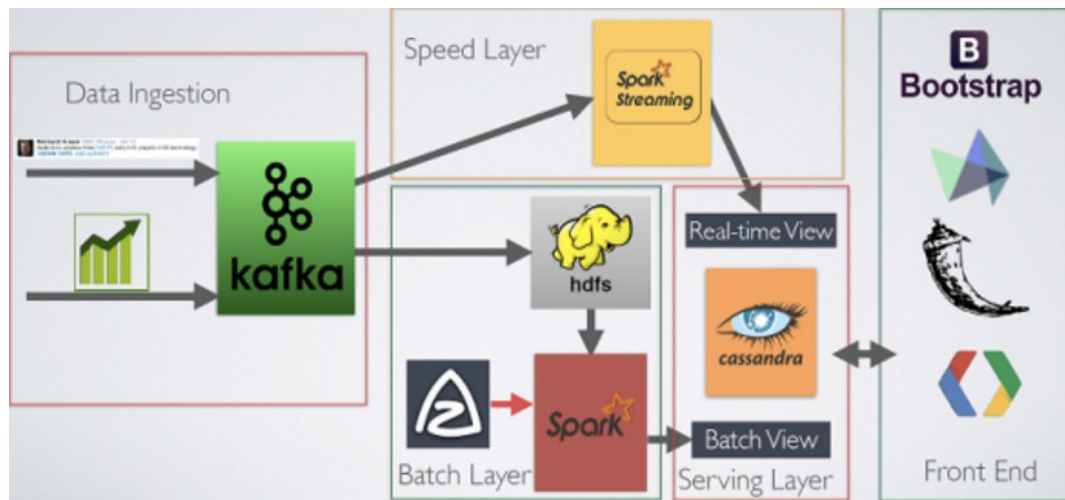 Data Ingestion
kafka
Speed Layer
Spark
Streaming
hdfs
Spark
Batch Layer
Real-time View
cassandra
Batch View
Serving Layer
B
Bootstrap
Front End